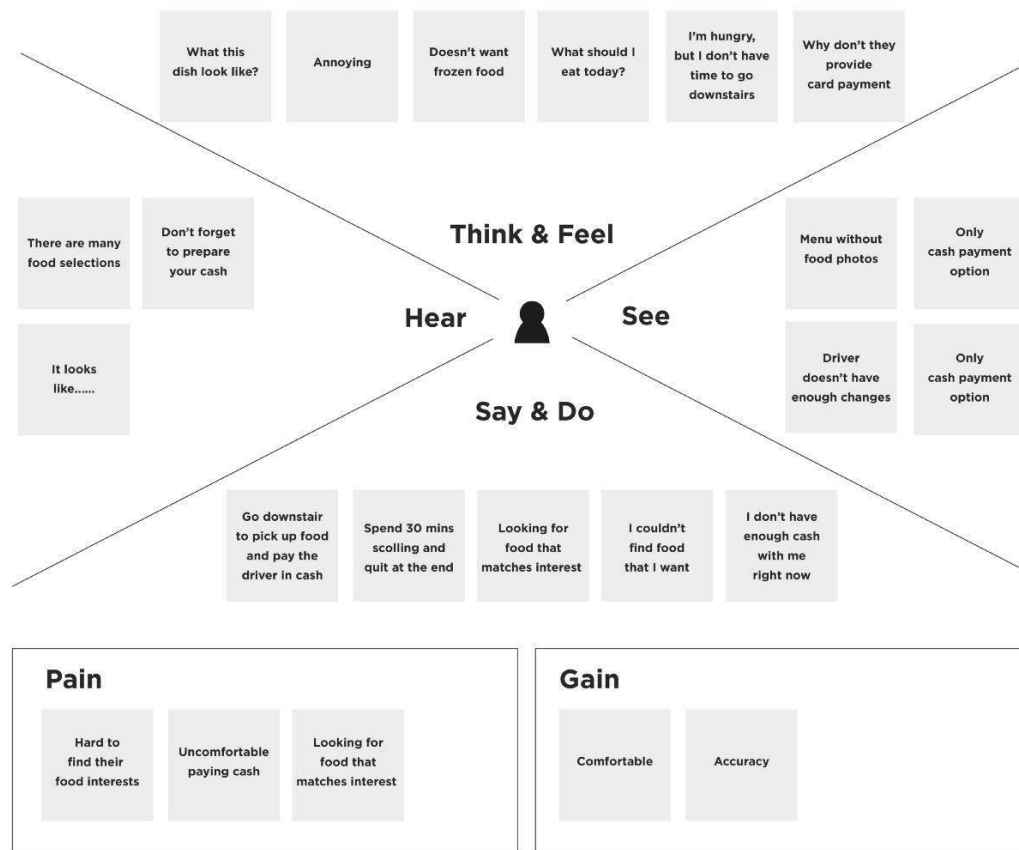 What this
dish look like?
Annoying
Doesn't want
frozen food
What should I
eat today?
I'm hungry,
but I don't have
time to go
downstairs
Why don't they
provide
card payment
Think & Feel
There are many
food selections
Don't forget
to prepare
your cash
It looks
like......
Hear
See
Menu without
food photos
Only
cash payment
option
Driver
doesn't have
enough changes
Only
cash payment
option
Say & Do
Go downstair
to pick up food
and pay the
driver in cash
Spend 30 mins
scolling and
quit at the end
Looking for
food that
matches interest
I couldn't
find food
that I want
I don't have
enough cash
with me
right now
Pain
Hard to
find their
food interests
Uncomfortable
paying cash
Looking for
food that
matches interest
Gain
Comfortable
Accuracy